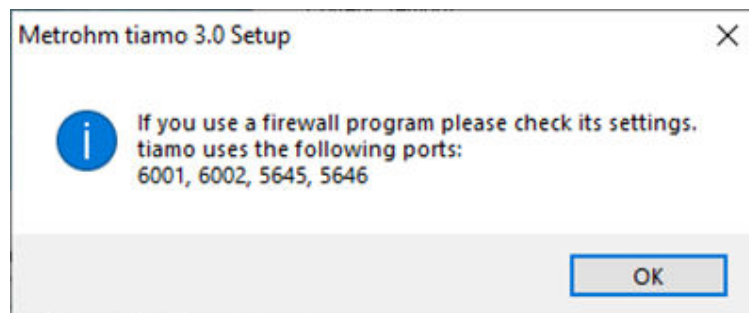 Metrohm tiamo 3.0 Setup
If you use a firewall program please check its settings.
tiamo uses the following ports:
6001, 6002, 5645, 5646
OK